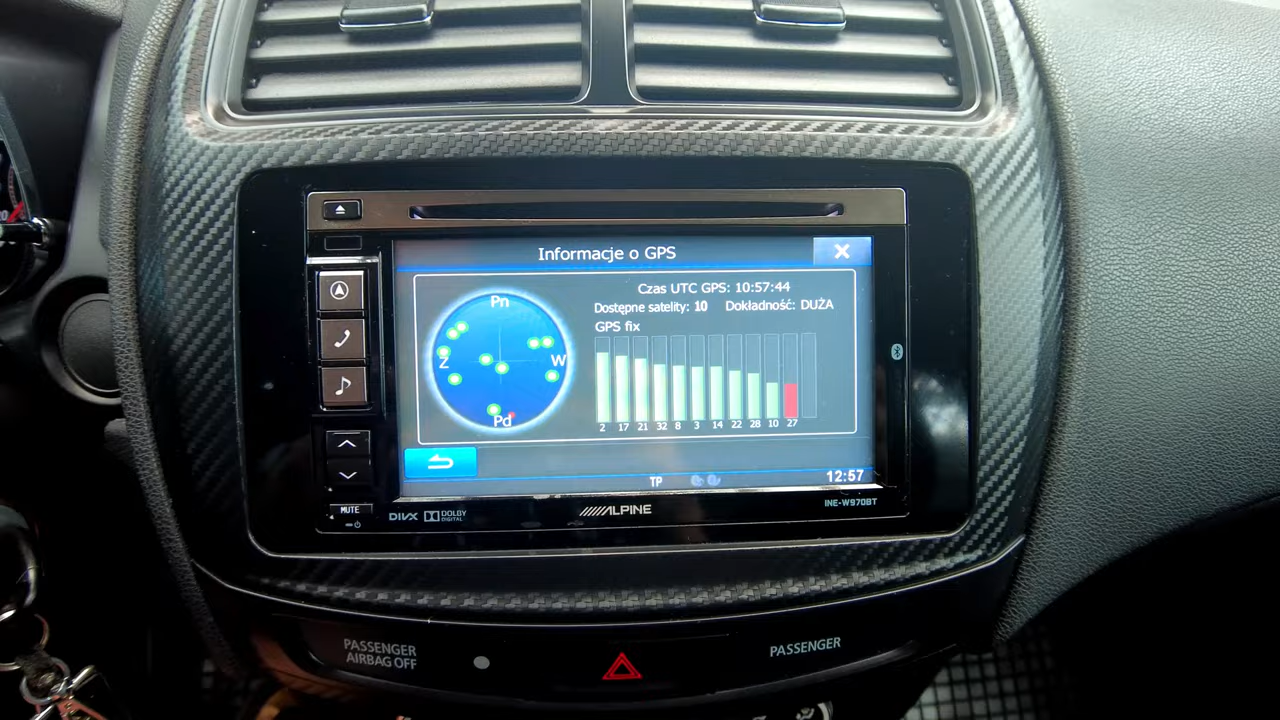 Informacje o GPS
Czas UTC GPS: 10:57:44
Dostępne satelity: 10 Dokładność: DUŻA
GPS fix
Pn
Z
W
Pd
2 17 21 32 8 3 14 22 28 10 27
TP
12:57
MUTE
DIVX DOLBY DIGITAL
ALPINE
INE-W970BT
PASSENGER
AIRBAG OFF
PASSENGER